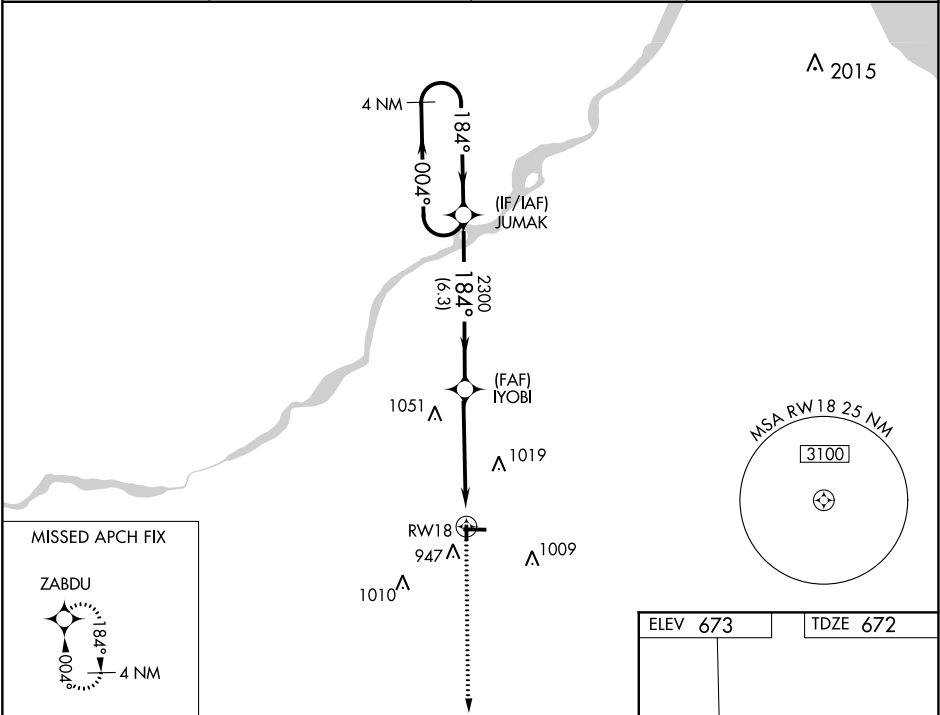 2015
4 NM
184°
004°
(IF/IAF)
JUMAK
2300
184°
(6.3)
(FAF)
IYOBI
1051
1019
MSA RW18 25 NM
3100
RW18
947
1009
1010
MISSED APCH FIX
ZABDU
184°
004°
4 NM
ELEV 673
TDZE 672